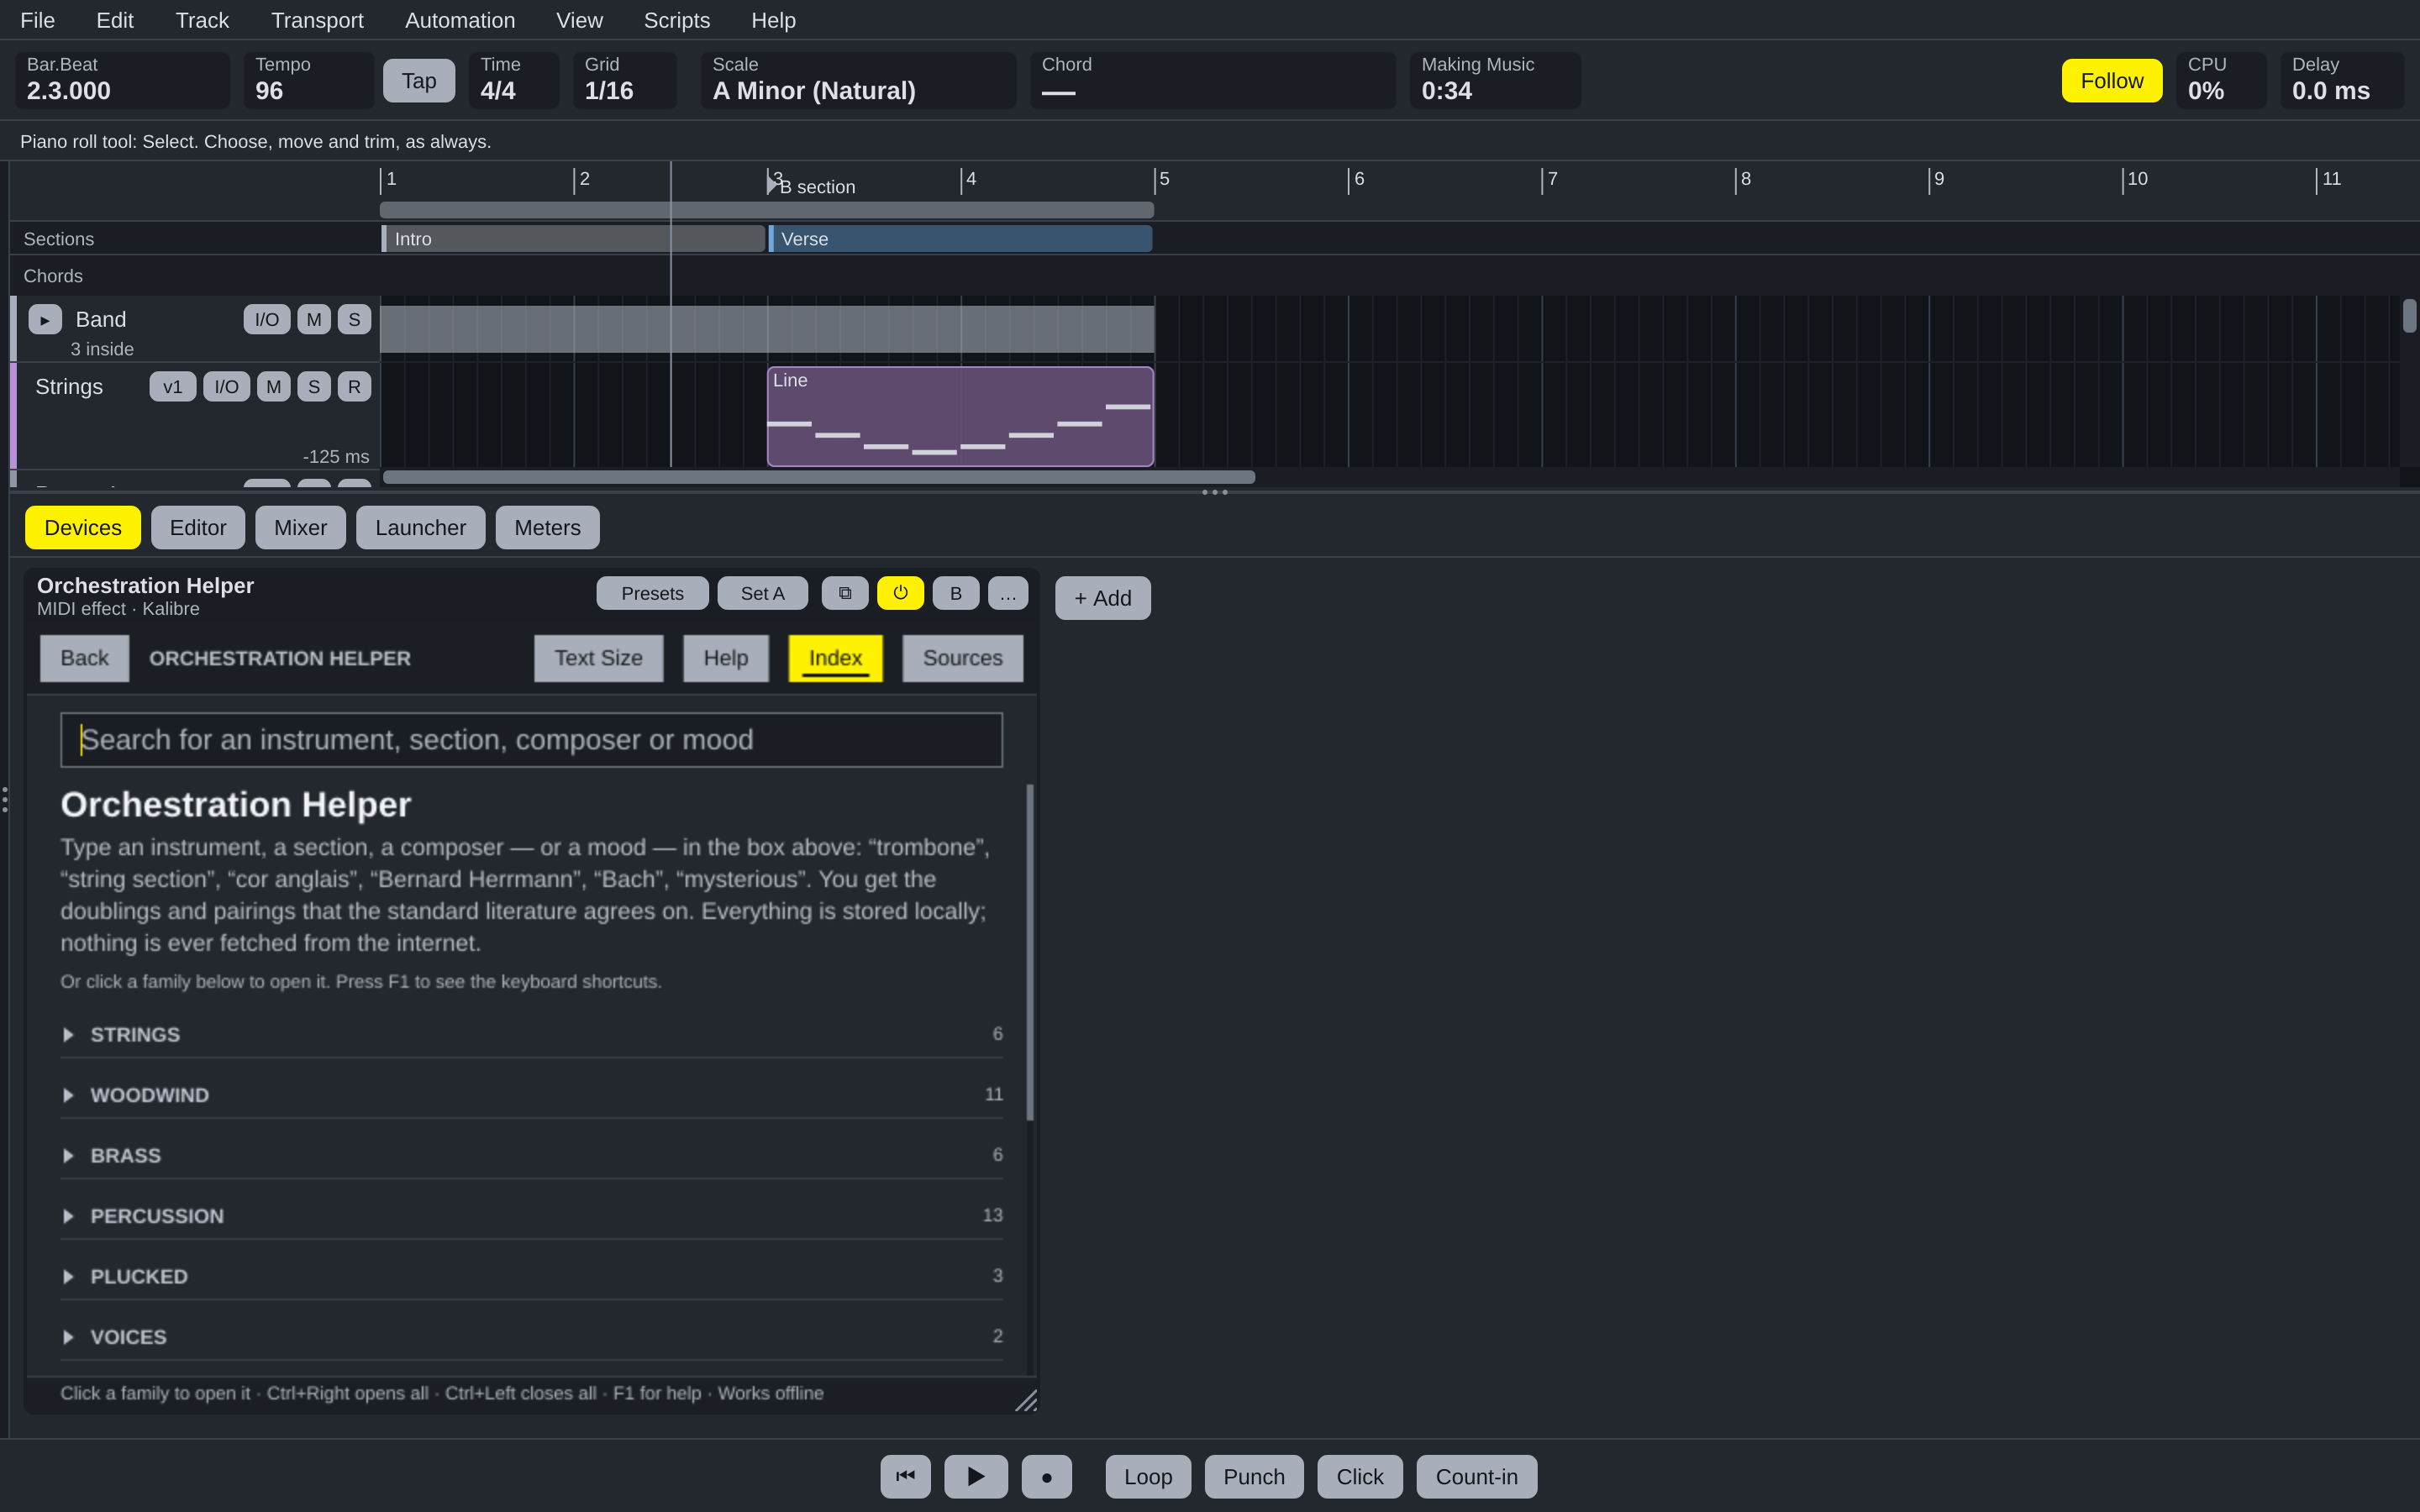 File Edit Track Transport Automation View Scripts Help
Bar.Beat Tempo Time Grid Scale Chord Making Music CPU Delay
2.3.000 96 Tap 4/4 1/16 A Minor (Natural) — 0:34 Follow 0% 0.0 ms
Piano roll tool: Select. Choose, move and trim, as always.
1 2 3 B section 4 5 6 7 8 9 10 11
Sections Intro Verse
Chords
Band I/O M S
3 inside
Strings v1 I/O M S R
Line
-125 ms
Devices Editor Mixer Launcher Meters
Orchestration Helper Presets Set A B ...
MIDI effect · Kalibre
+ Add
Back ORCHESTRATION HELPER Text Size Help Index Sources
Search for an instrument, section, composer or mood
Orchestration Helper
Type an instrument, a section, a composer — or a mood — in the box above: “trombone”,
“string section”, “cor anglais”, “Bernard Herrmann”, “Bach”, “mysterious”. You get the
doublings and pairings that the standard literature agrees on. Everything is stored locally;
nothing is ever fetched from the internet.
Or click a family below to open it. Press F1 to see the keyboard shortcuts.
STRINGS 6
WOODWIND 11
BRASS 6
PERCUSSION 13
PLUCKED 3
VOICES 2
Click a family to open it · Ctrl+Right opens all · Ctrl+Left closes all · F1 for help · Works offline
Loop Punch Click Count-in